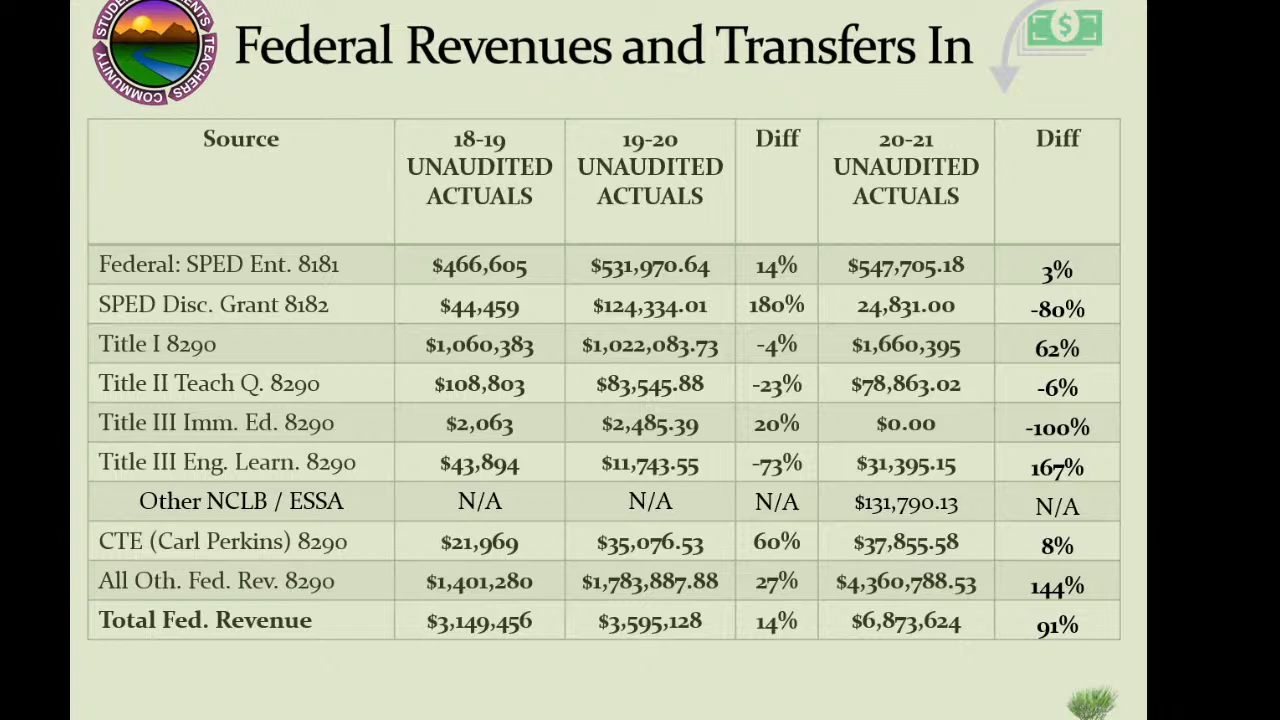 STUDENTS PARENTS TEACHERS COMMUNITY
Federal Revenues and Transfers In
Source 18-19 UNAUDITED ACTUALS 19-20 UNAUDITED ACTUALS Diff 20-21 UNAUDITED ACTUALS Diff
Federal: SPED Ent. 8181 $466,605 $531,970.64 14% $547,705.18 3%
SPED Disc. Grant 8182 $44,459 $124,334.01 180% 24,831.00 -80%
Title I 8290 $1,060,383 $1,022,083.73 -4% $1,660,395 62%
Title II Teach Q. 8290 $108,803 $83,545.88 -23% $78,863.02 -6%
Title III Imm. Ed. 8290 $2,063 $2,485.39 20% $0.00 -100%
Title III Eng. Learn. 8290 $43,894 $11,743.55 -73% $31,395.15 167%
Other NCLB / ESSA N/A N/A N/A $131,790.13 N/A
CTE (Carl Perkins) 8290 $21,969 $35,076.53 60% $37,855.58 8%
All Oth. Fed. Rev. 8290 $1,401,280 $1,783,887.88 27% $4,360,788.53 144%
Total Fed. Revenue $3,149,456 $3,595,128 14% $6,873,624 91%